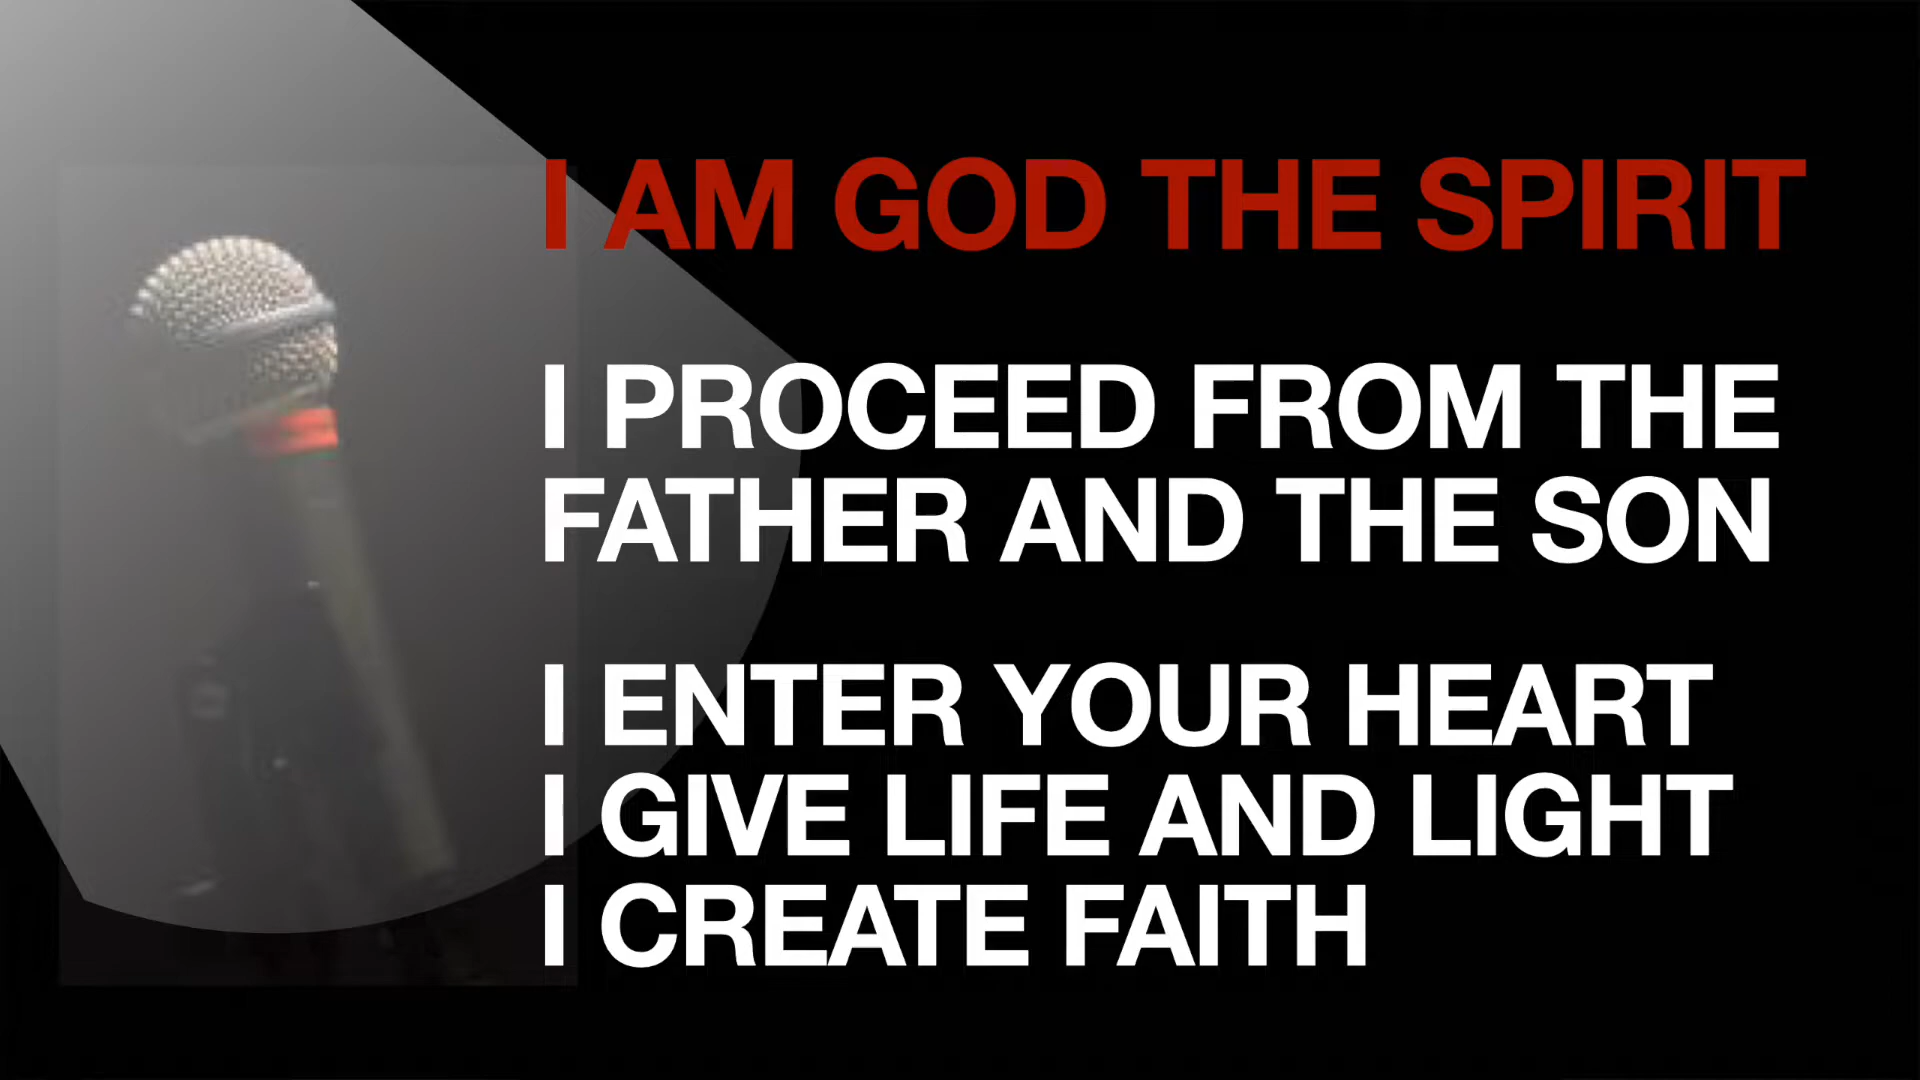 I AM GOD THE SPIRIT
I PROCEED FROM THE
FATHER AND THE SON
I ENTER YOUR HEART
I GIVE LIFE AND LIGHT
I CREATE FAITH